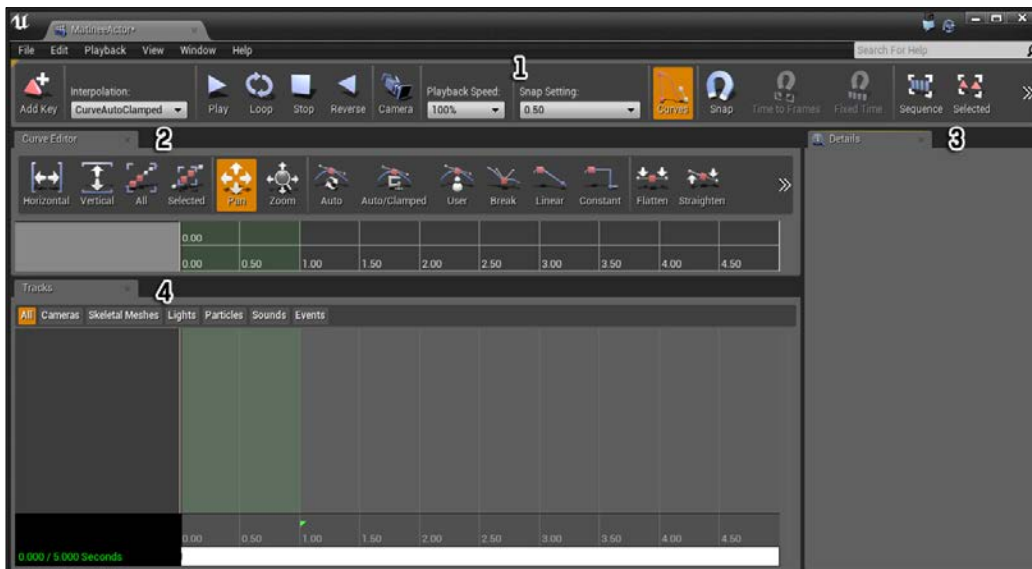 MatineeActor*
File Edit Playback View Window Help
Search For Help
1
Add Key
Interpolation:
CurveAutoClamped
Play Loop Stop Reverse Camera
Playback Speed:
100%
Snap Setting:
0.50
Curves Snap Time to Frames Fixed Time Sequence Selected
Curve Editor
2
Details
3
Horizontal Vertical All Selected Pan Zoom Auto Auto/Clamped User Break Linear Constant Flatten Straighten
0.00
0.00 0.50 1.00 1.50 2.00 2.50 3.00 3.50 4.00 4.50
Tracks
4
All Cameras Skeletal Meshes Lights Particles Sounds Events
0.00 0.50 1.00 1.50 2.00 2.50 3.00 3.50 4.00 4.50
0.000 / 5.000 Seconds